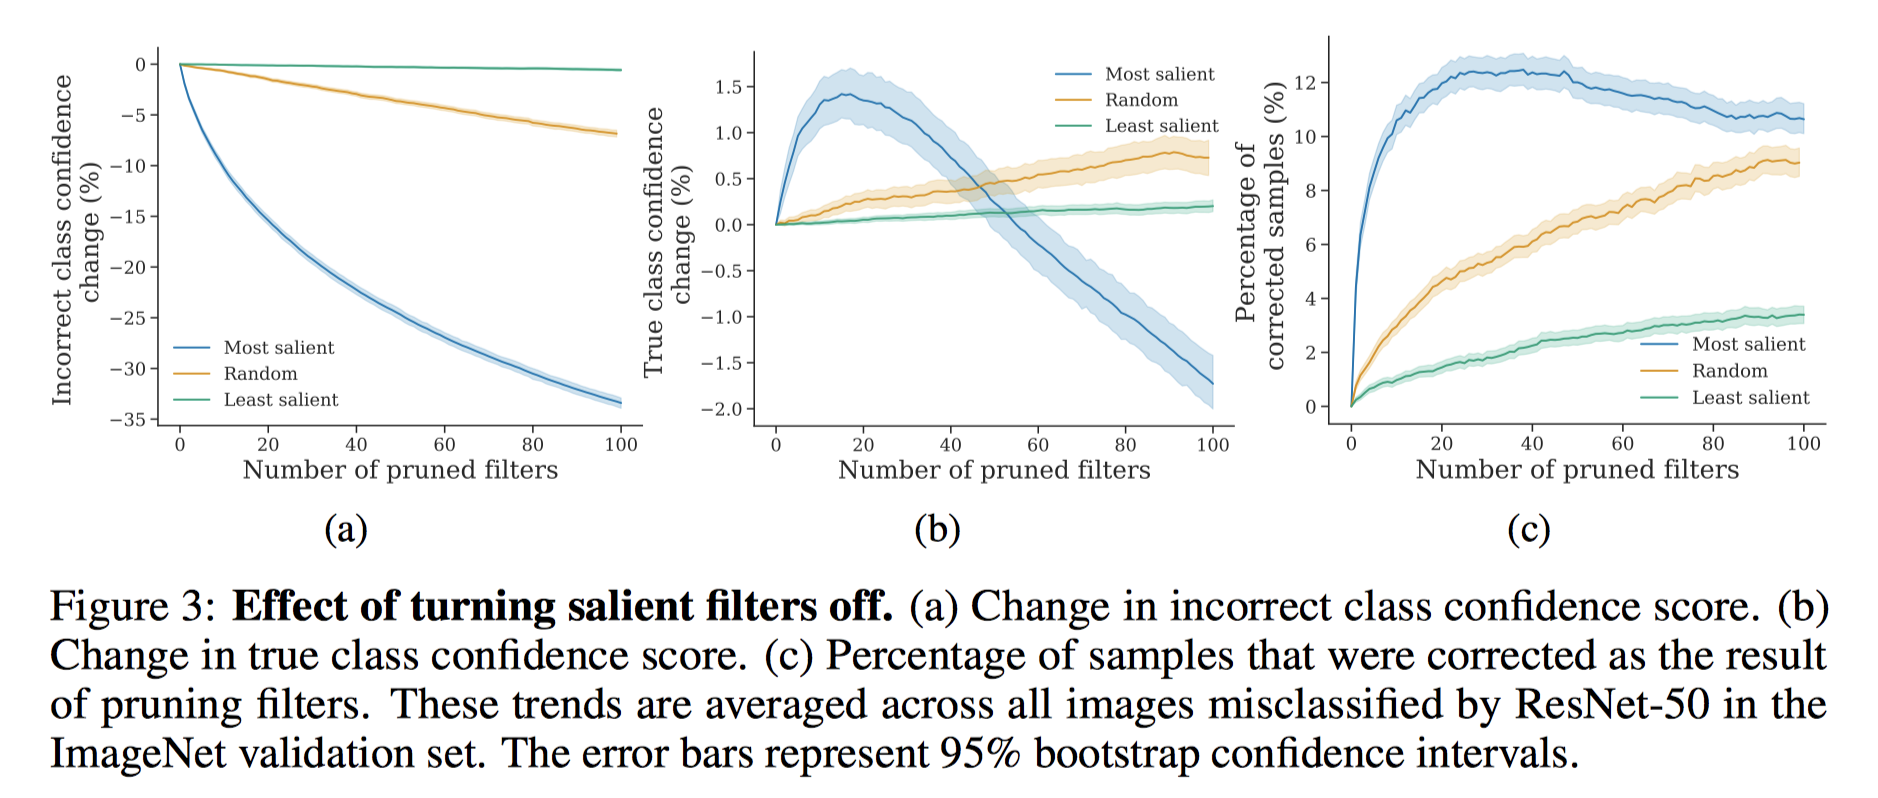 Incorrect class confidence
change (%)
0
−5
−10
−15
−20
−25
−30
−35
Most salient
Random
Least salient
0 20 40 60 80 100
Number of pruned filters
(a)
True class confidence
change (%)
1.5
1.0
0.5
0.0
−0.5
−1.0
−1.5
−2.0
Most salient
Random
Least salient
0 20 40 60 80 100
Number of pruned filters
(b)
Percentage of
corrected samples (%)
12
10
8
6
4
2
0
Most salient
Random
Least salient
0 20 40 60 80 100
Number of pruned filters
(c)
Figure 3: Effect of turning salient filters off. (a) Change in incorrect class confidence score. (b)
Change in true class confidence score. (c) Percentage of samples that were corrected as the result
of pruning filters. These trends are averaged across all images misclassified by ResNet-50 in the
ImageNet validation set. The error bars represent 95% bootstrap confidence intervals.